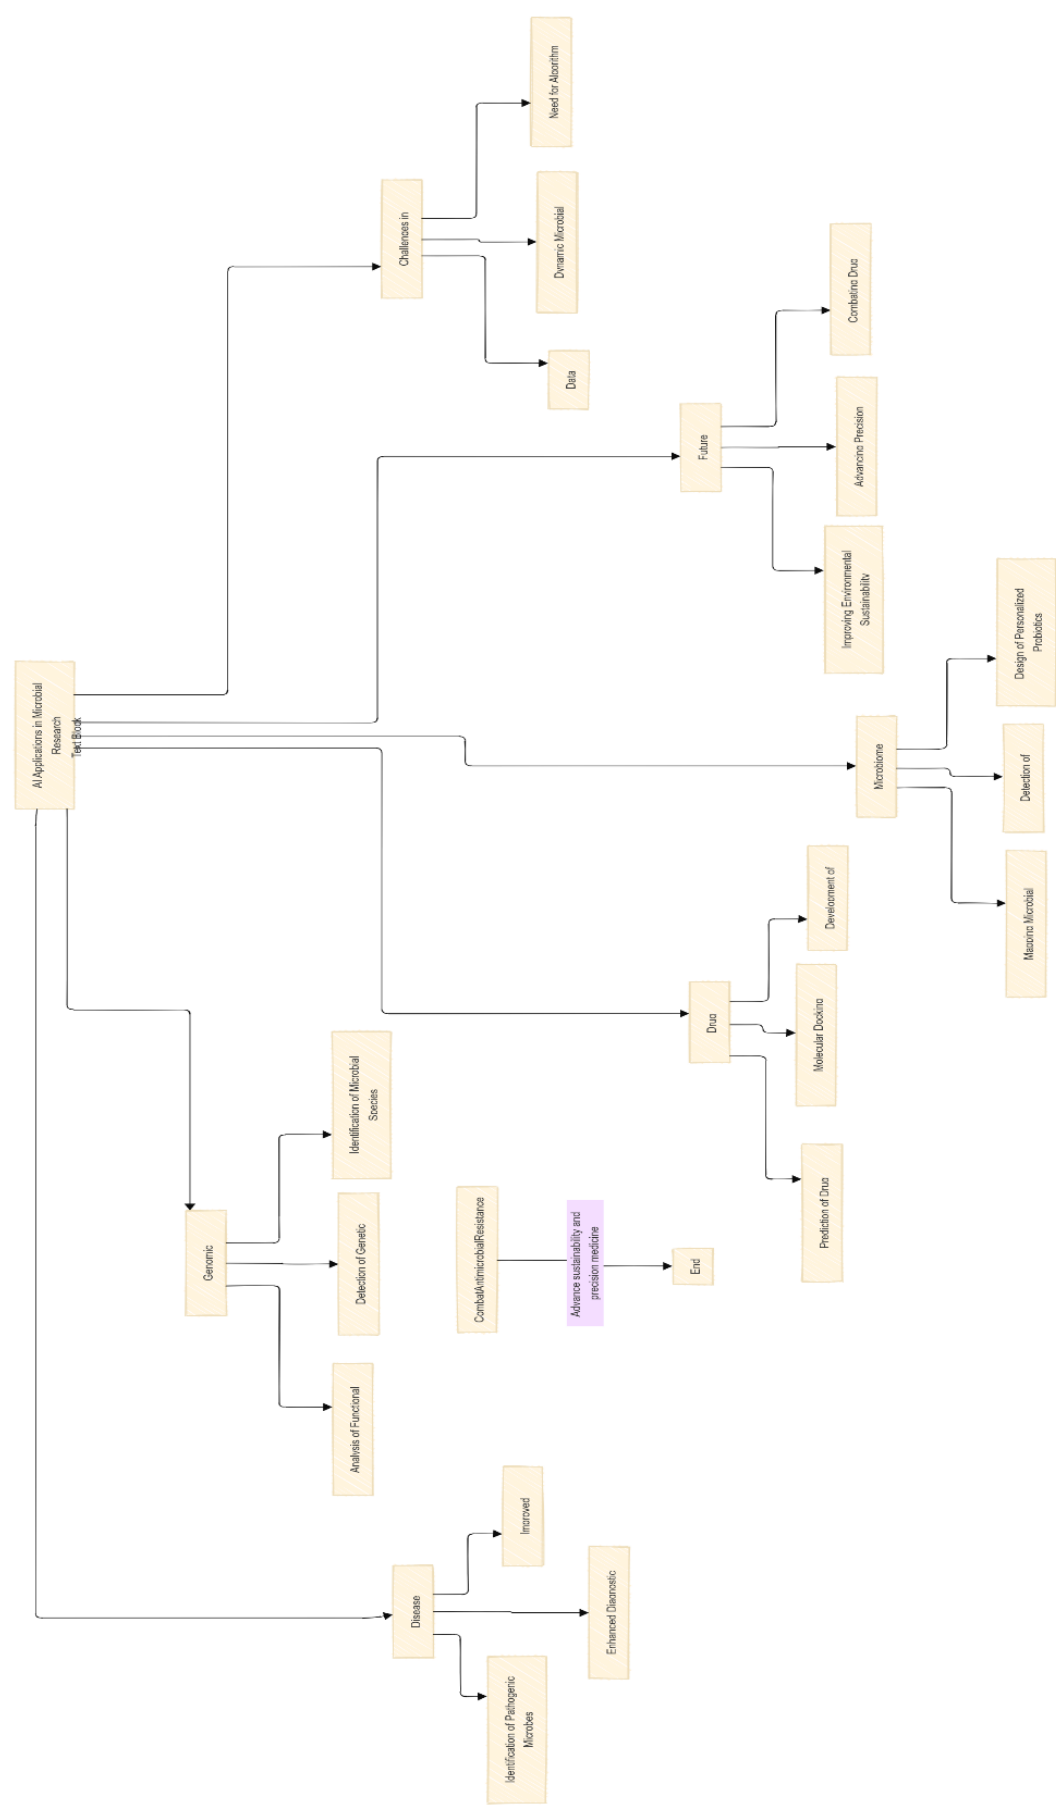 AI Applications in Microbial
Research
Text Block
Disease
Identification of Pathogenic
Microbes
Enhanced Diagnostic
Improved
Genomic
Analysis of Functional
Detection of Genetic
Identification of Microbial
Species
CombatAntimicrobialResistance
Advance sustainability and
precision medicine
End
Drug
Prediction of Drug
Molecular Docking
Development of
Microbiome
Mapping Microbial
Detection of
Design of Personalized
Probiotics
Future
Improving Environmental
Sustainability
Advancing Precision
Combating Drug
Challenges in
Data
Dynamic Microbial
Need for Algorithm